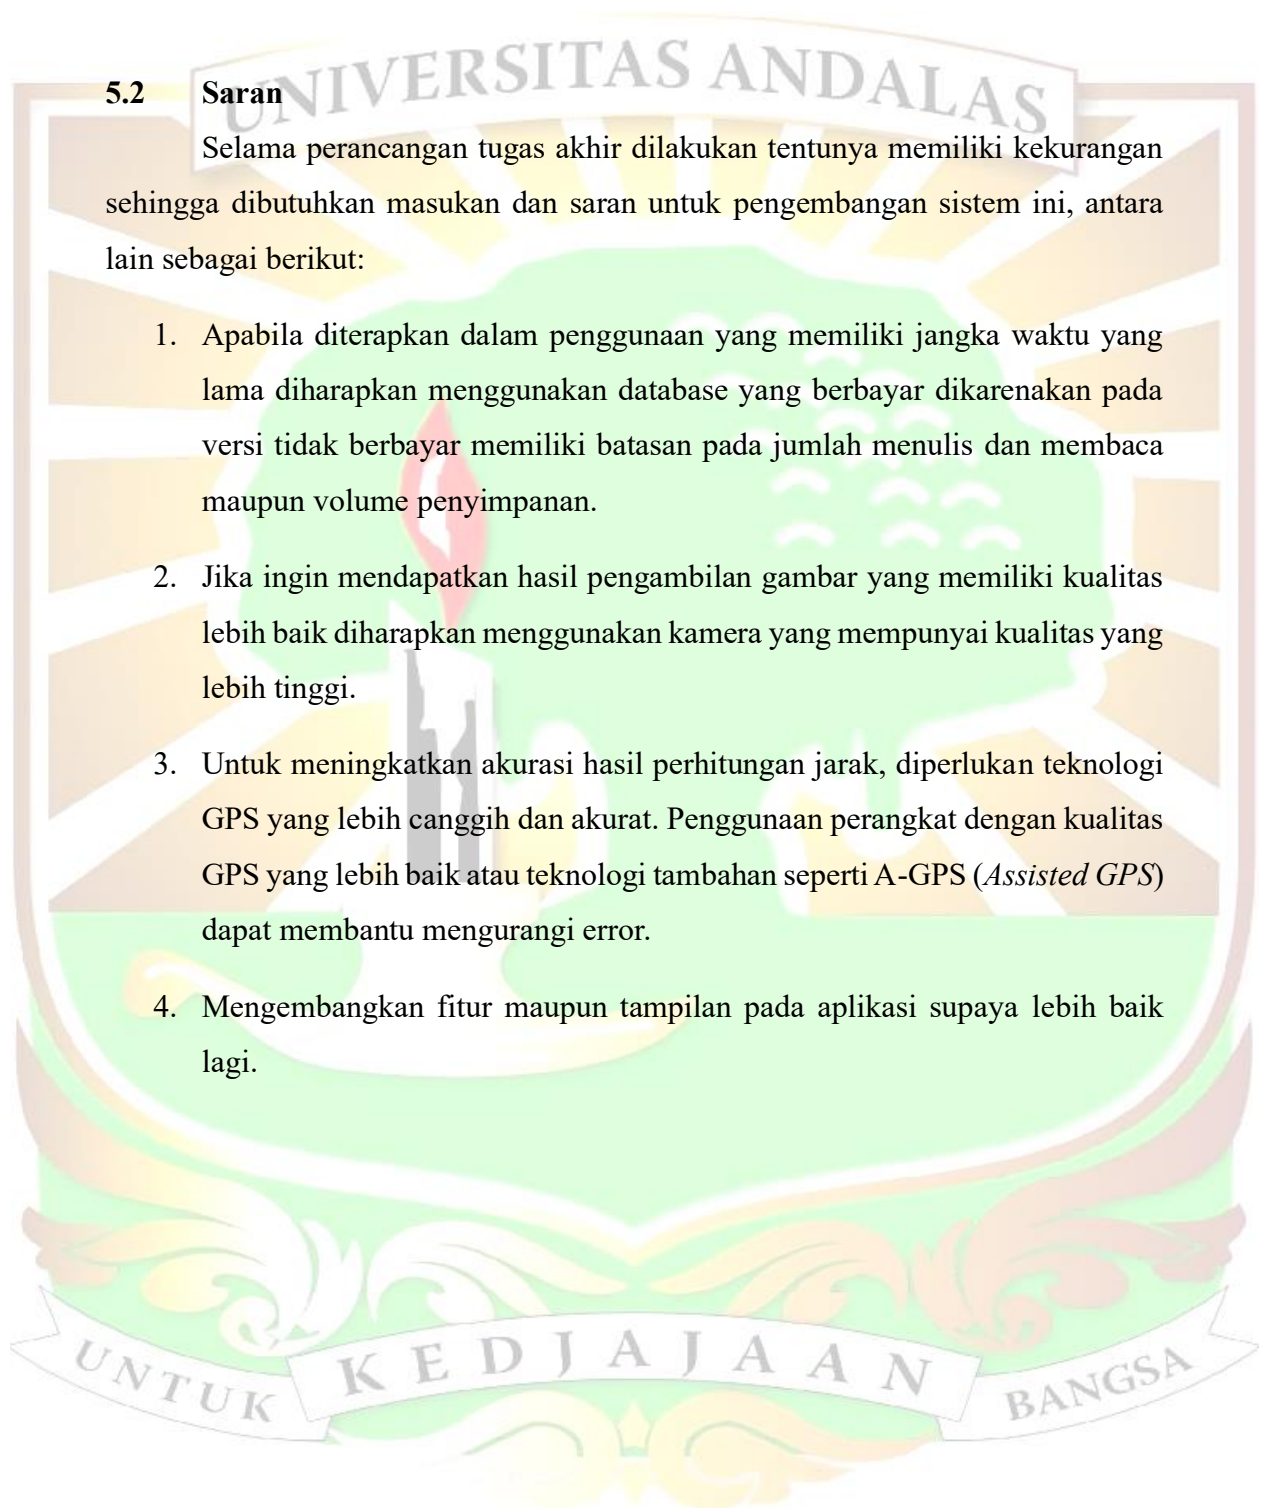 UNIVERSITAS ANDALAS
5.2 Saran
Selama perancangan tugas akhir dilakukan tentunya memiliki kekurangan
sehingga dibutuhkan masukan dan saran untuk pengembangan sistem ini, antara
lain sebagai berikut:
1. Apabila diterapkan dalam penggunaan yang memiliki jangka waktu yang
lama diharapkan menggunakan database yang berbayar dikarenakan pada
versi tidak berbayar memiliki batasan pada jumlah menulis dan membaca
maupun volume penyimpanan.
2. Jika ingin mendapatkan hasil pengambilan gambar yang memiliki kualitas
lebih baik diharapkan menggunakan kamera yang mempunyai kualitas yang
lebih tinggi.
3. Untuk meningkatkan akurasi hasil perhitungan jarak, diperlukan teknologi
GPS yang lebih canggih dan akurat. Penggunaan perangkat dengan kualitas
GPS yang lebih baik atau teknologi tambahan seperti A-GPS (Assisted GPS)
dapat membantu mengurangi error.
4. Mengembangkan fitur maupun tampilan pada aplikasi supaya lebih baik
lagi.
UNTUK KEDJAJAAN BANGSA